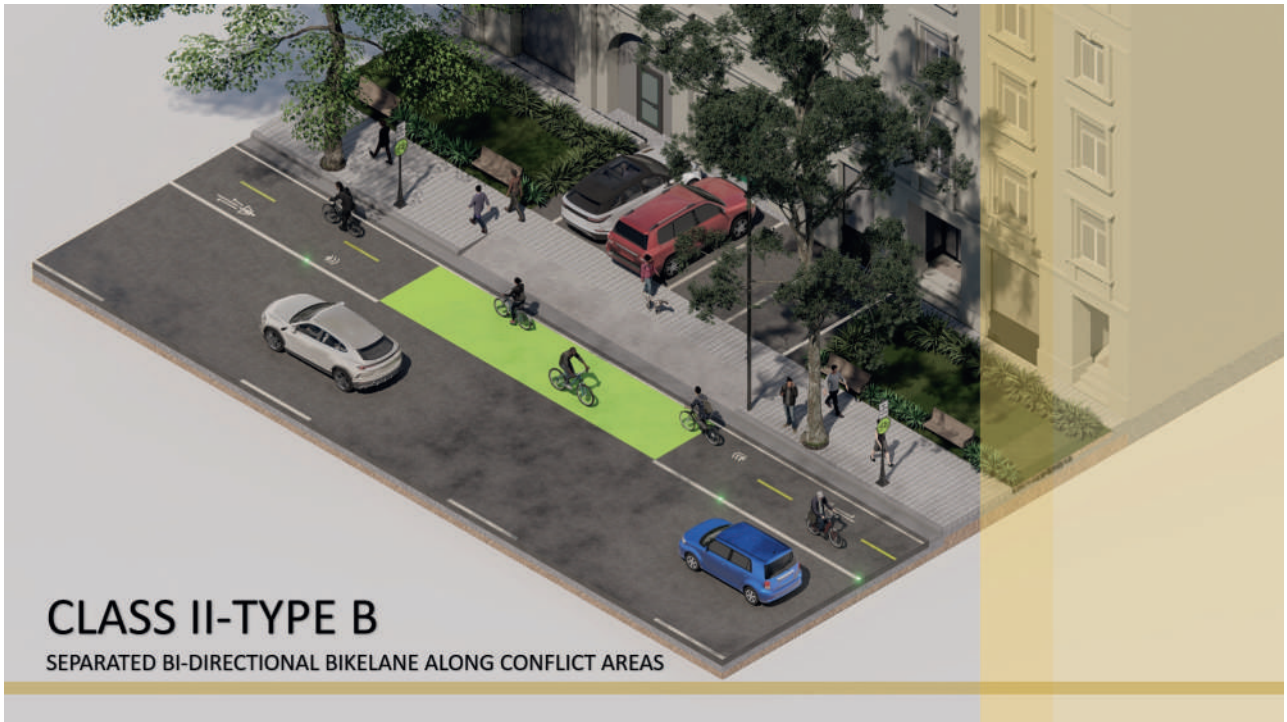 CLASS II-TYPE B
SEPARATED BI-DIRECTIONAL BIKELANE ALONG CONFLICT AREAS